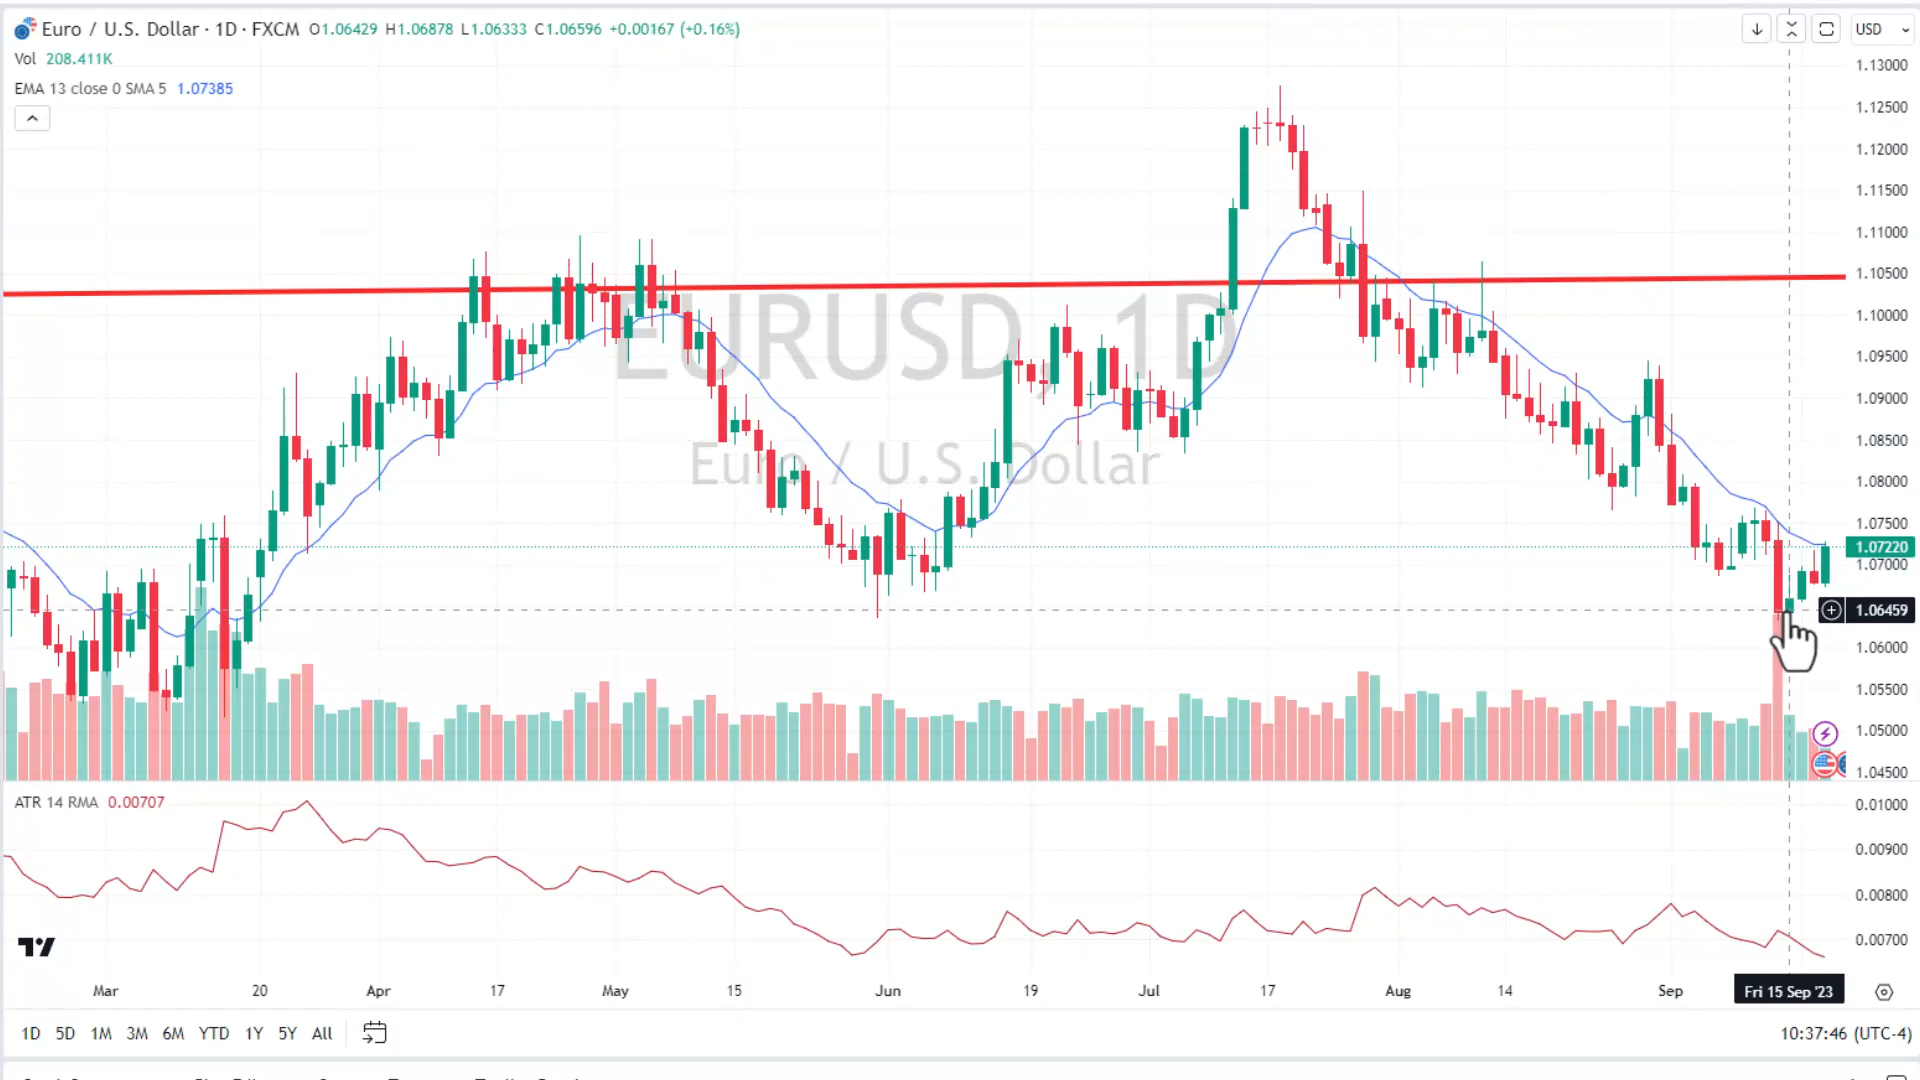 Euro / U.S. Dollar · 1D · FXCM O1.06429 H1.06878 L1.06333 C1.06596 +0.00167 (+0.16%)
USD
Vol 208.411K
EMA 13 close 0 SMA 5 1.07385
1.13000
1.12500
1.12000
1.11500
1.11000
1.10500
1.10000
1.09500
1.09000
1.08500
1.08000
1.07500
1.07220
1.07000
1.06459
1.06000
1.05500
1.05000
1.04500
EURUSD, 1D
Euro / U.S. Dollar
ATR 14 RMA 0.00707
0.01000
0.00900
0.00800
0.00700
Mar 20 Apr 17 May 15 Jun 19 Jul 17 Aug 14 Sep Fri 15 Sep '23
1D 5D 1M 3M 6M YTD 1Y 5Y All 10:37:46 (UTC-4)